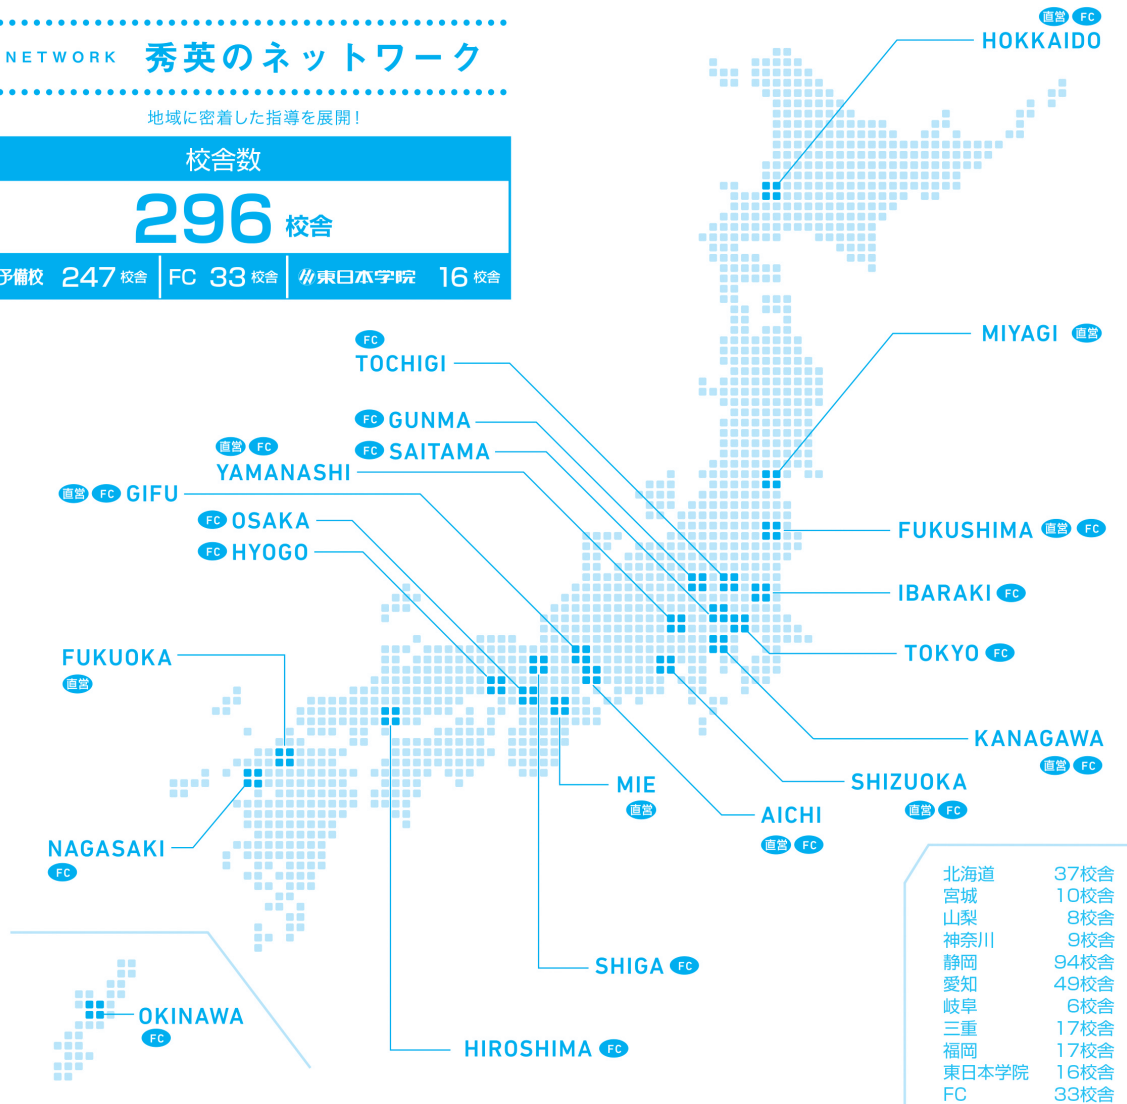 NETWORK 秀英のネットワーク
地域に密着した指導を展開！
校舎数
296 校舎
予備校 247 校舎 FC 33 校舎 東日本学院 16 校舎
直営 FC
HOKKAIDO
MIYAGI 直営
FC
TOCHIGI
FC GUNMA
FC SAITAMA
直営 FC
YAMANASHI
直営 FC GIFU
FC OSAKA
FC HYOGO
FUKUSHIMA 直営 FC
IBARAKI FC
TOKYO FC
FUKUOKA
直営
KANAGAWA
直営 FC
SHIZUOKA
直営 FC
MIE
直営
AICHI
直営 FC
NAGASAKI
FC
SHIGA FC
OKINAWA
FC
HIROSHIMA FC
北海道 37校舎
宮城 10校舎
山梨 8校舎
神奈川 9校舎
静岡 94校舎
愛知 49校舎
岐阜 6校舎
三重 17校舎
福岡 17校舎
東日本学院 16校舎
FC 33校舎